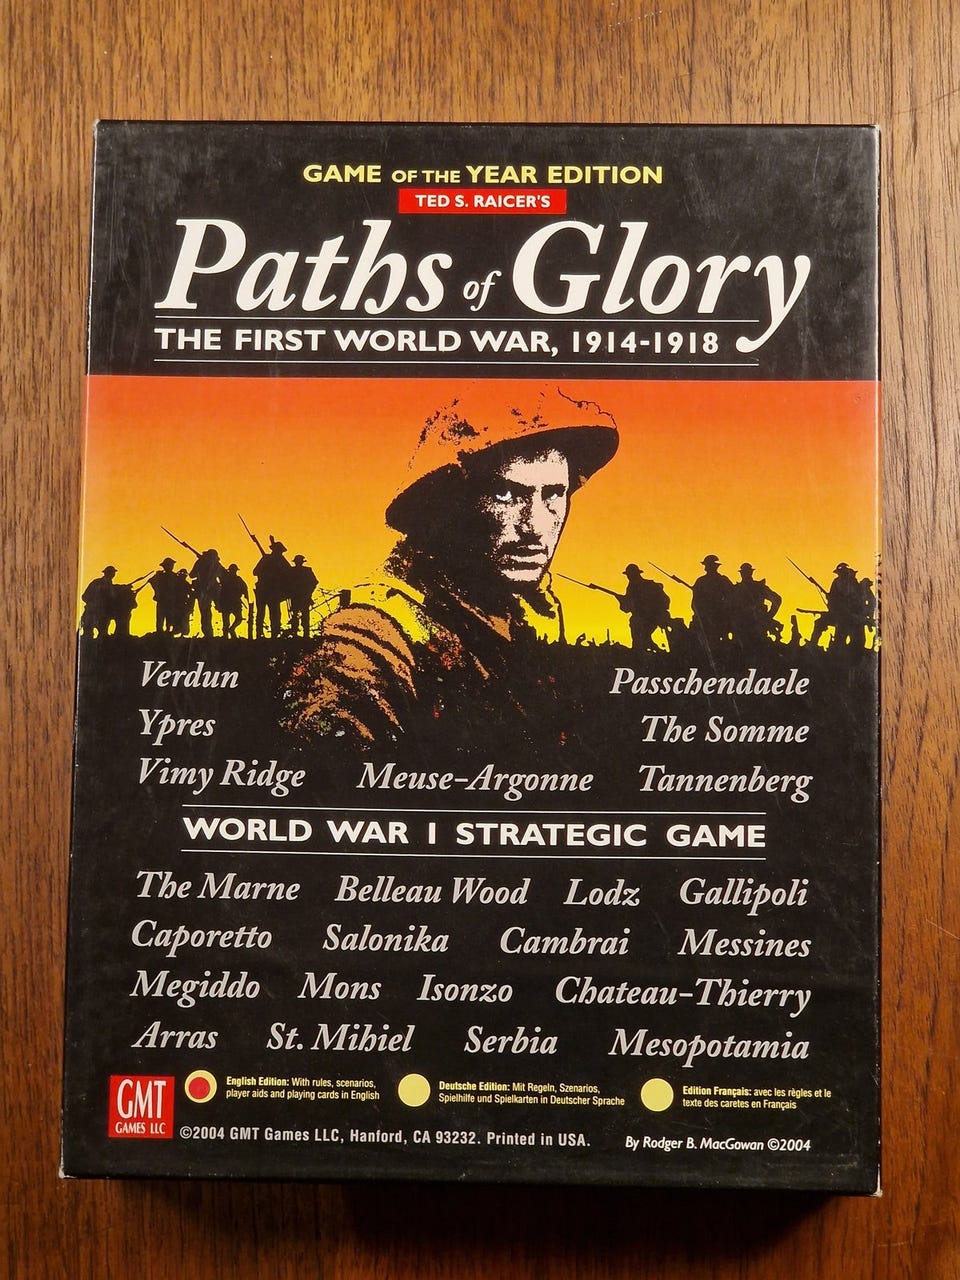 GAME OF THE YEAR EDITION
TED S. RAICER'S
Paths of Glory
THE FIRST WORLD WAR, 1914-1918
Verdun Passchendaele
Ypres The Somme
Vimy Ridge Meuse-Argonne Tannenberg
WORLD WAR I STRATEGIC GAME
The Marne Belleau Wood Lodz Gallipoli
Caporetto Salonika Cambrai Messines
Megiddo Mons Isonzo Chateau-Thierry
Arras St. Mihiel Serbia Mesopotamia
GMT
GAMES LLC
English Edition: With rules, scenarios,
player aids and playing cards in English
Deutsche Edition: Mit Regeln, Szenarios,
Spielhilfe und Spielkarten in Deutscher Sprache
Edition Français: avec les règles et le
texte des caretes en Français
©2004 GMT Games LLC, Hanford, CA 93232. Printed in USA.
By Rodger B. MacGowan ©2004